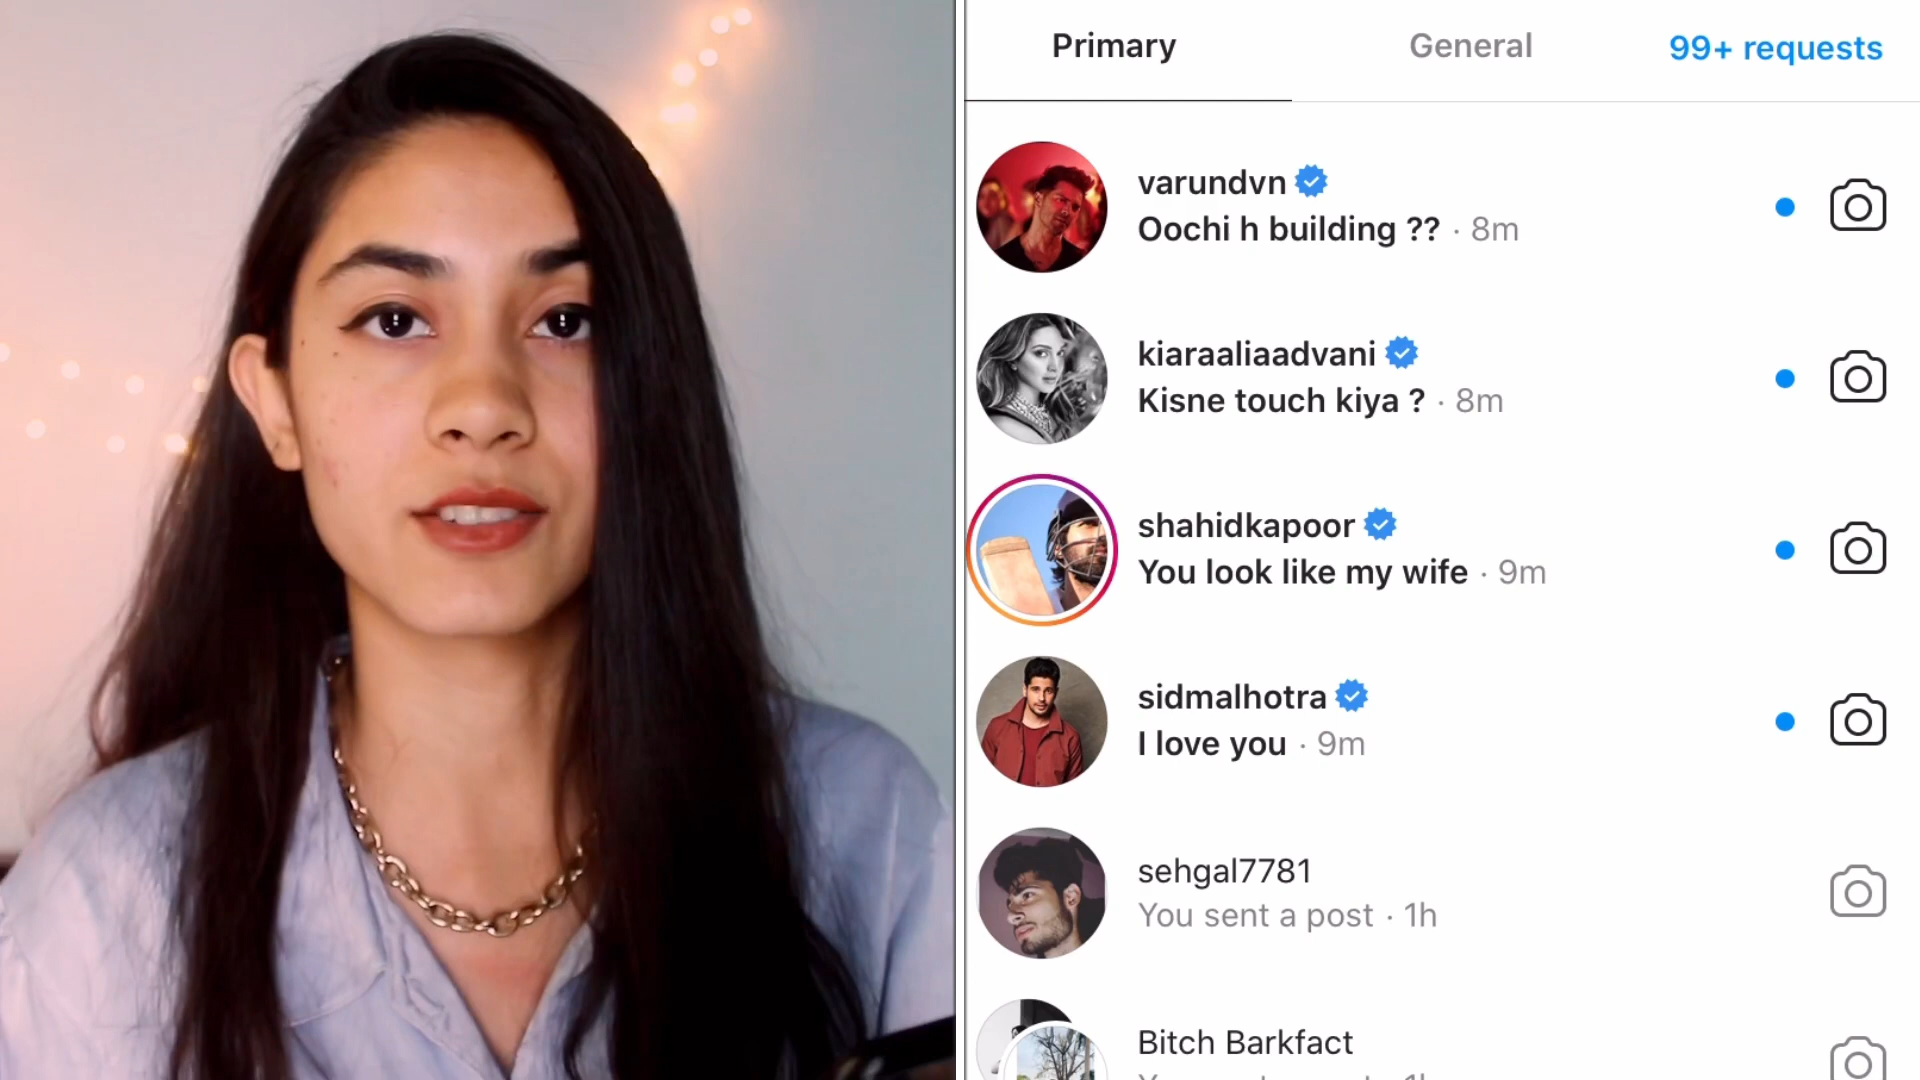 Primary
General
99+ requests
varundvn
Oochi h building ?? · 8m
kiaraaliaadvani
Kisne touch kiya ? · 8m
shahidkapoor
You look like my wife · 9m
sidmalhotra
I love you · 9m
sehgal7781
You sent a post · 1h
Bitch Barkfact